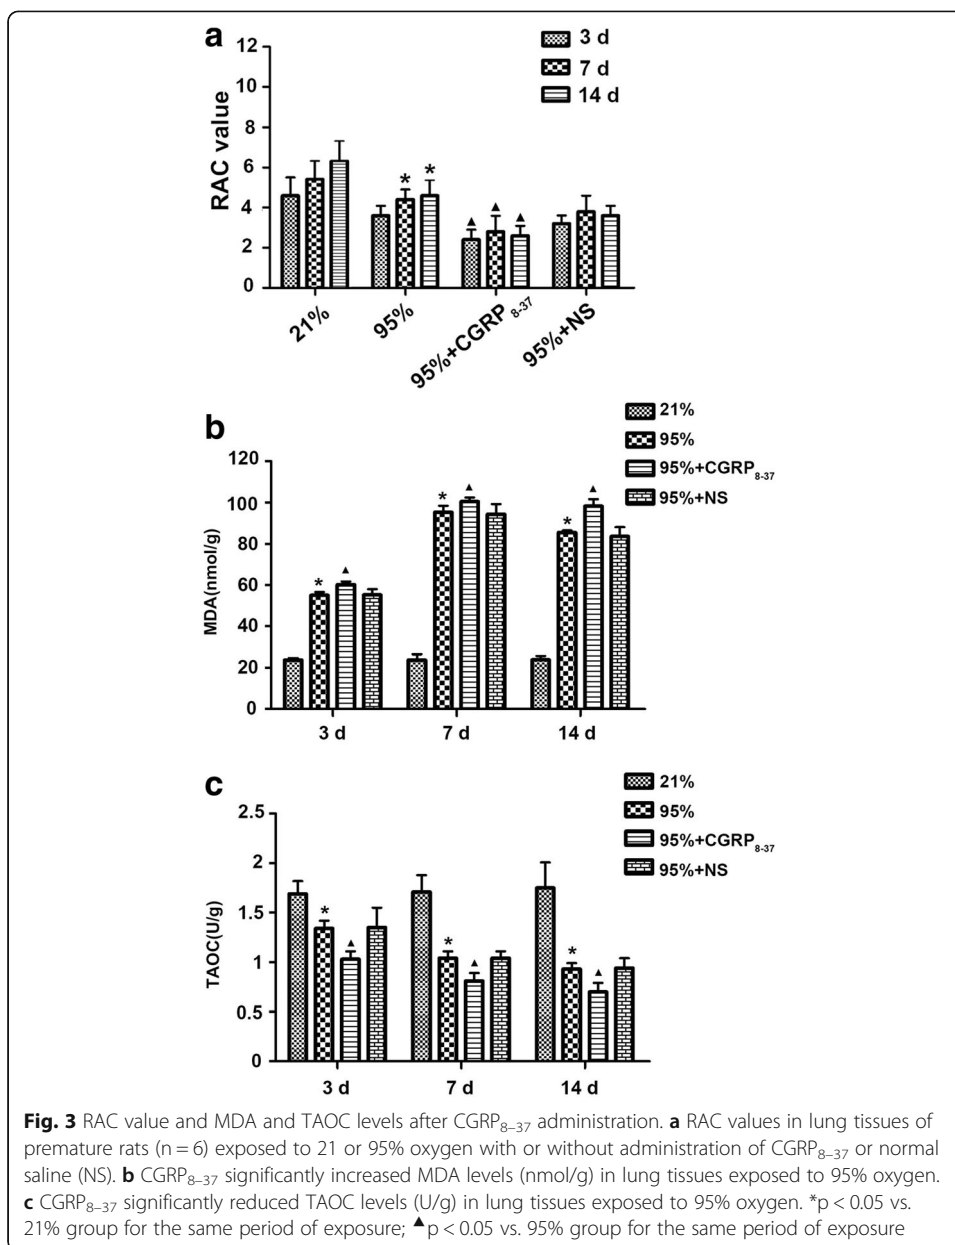 a
3 d
7 d
14 d
12
10
8
6
4
2
0
RAC value
* *
▲ ▲ ▲
21%
95%
95%+CGRP8-37
95%+NS
b
21%
95%
95%+CGRP8-37
95%+NS
120
100
80
60
40
20
0
MDA(nmol/g)
* ▲
* ▲
* ▲
3 d
7 d
14 d
c
21%
95%
95%+CGRP8-37
95%+NS
2.5
2
1.5
1
0.5
0
TAOC(U/g)
* ▲
* ▲
* ▲
3 d
7 d
14 d
Fig. 3 RAC value and MDA and TAOC levels after CGRP8–37 administration. a RAC values in lung tissues of
premature rats (n = 6) exposed to 21 or 95% oxygen with or without administration of CGRP8–37 or normal
saline (NS). b CGRP8–37 significantly increased MDA levels (nmol/g) in lung tissues exposed to 95% oxygen.
c CGRP8–37 significantly reduced TAOC levels (U/g) in lung tissues exposed to 95% oxygen. *p < 0.05 vs.
21% group for the same period of exposure; ▲p < 0.05 vs. 95% group for the same period of exposure